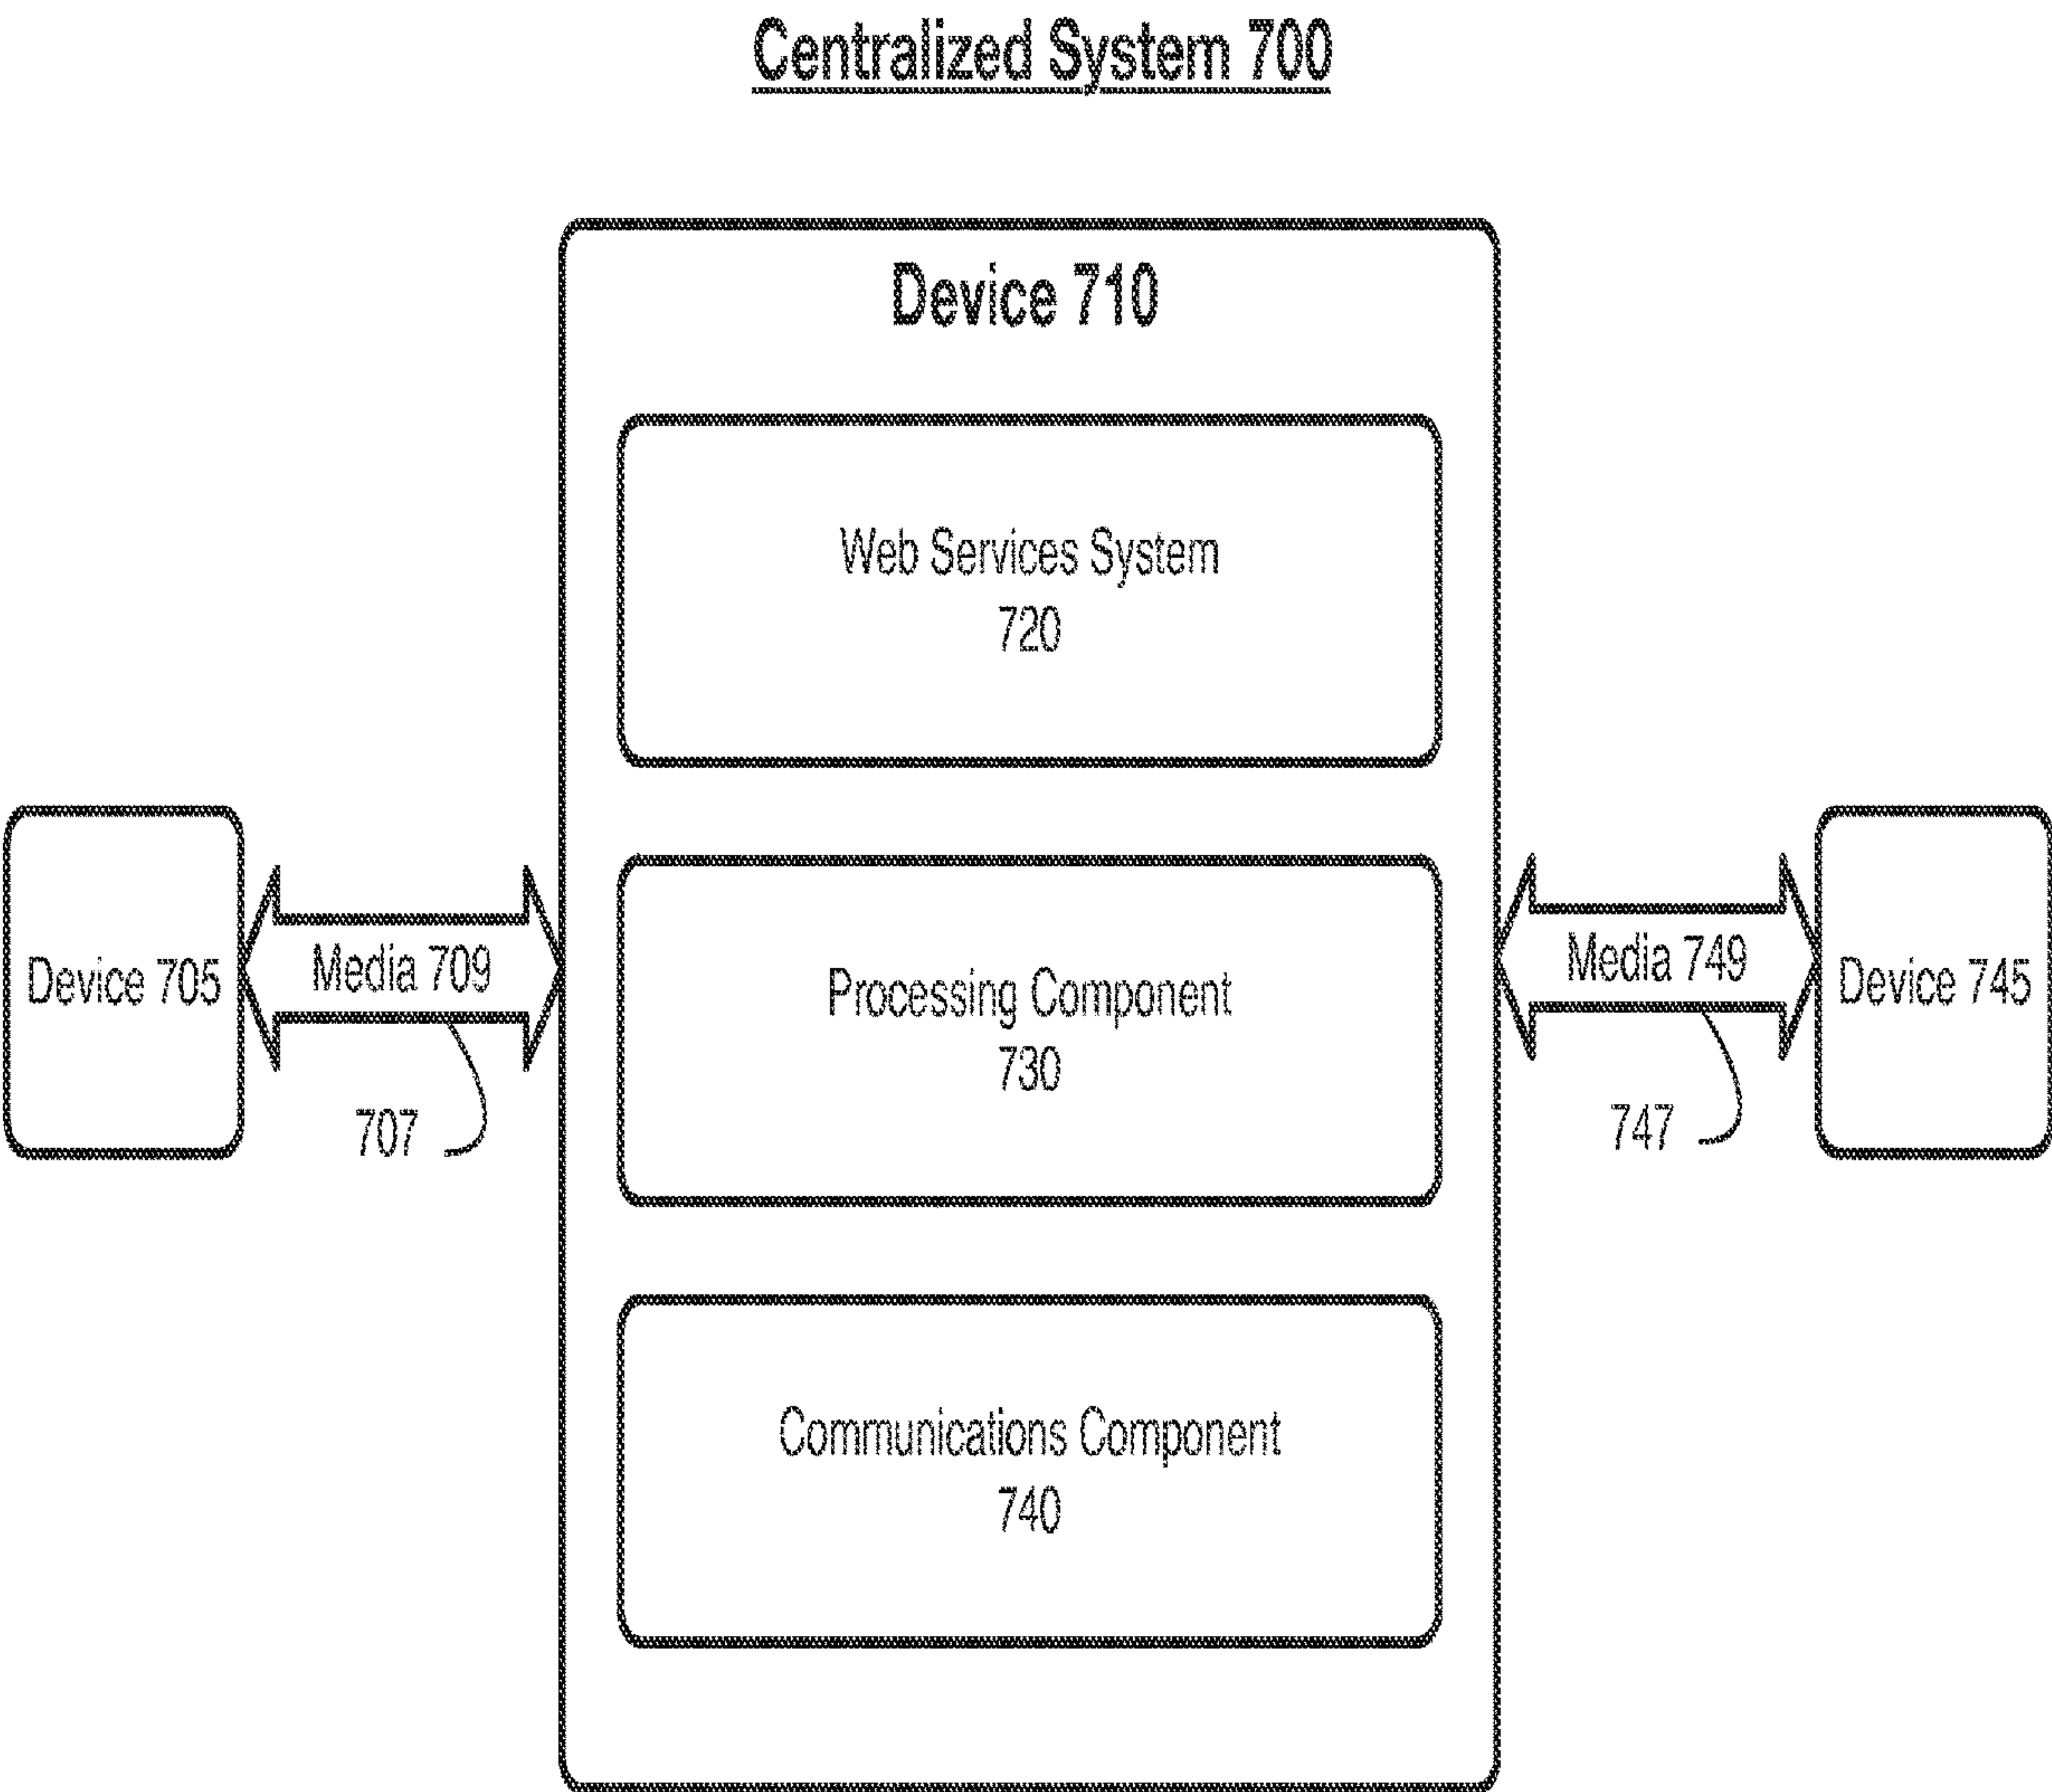 Centralized System 700
Device 710
Web Services System
720
Device 705
Media 709
707
Processing Component
730
Media 749
747
Device 745
Communications Component
740